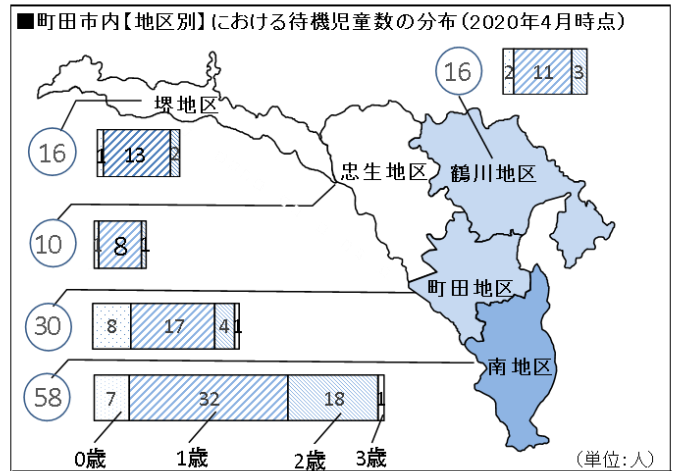 ■町田市内【地区別】における待機児童数の分布(2020年4月時点)
16
2 11 3
堺地区
16
1 13 2
忠生地区
鶴川地区
10
1 8 1
町田地区
30
8 17 4 1
南地区
58
7 32 18 1
0歳 1歳 2歳 3歳
(単位:人)